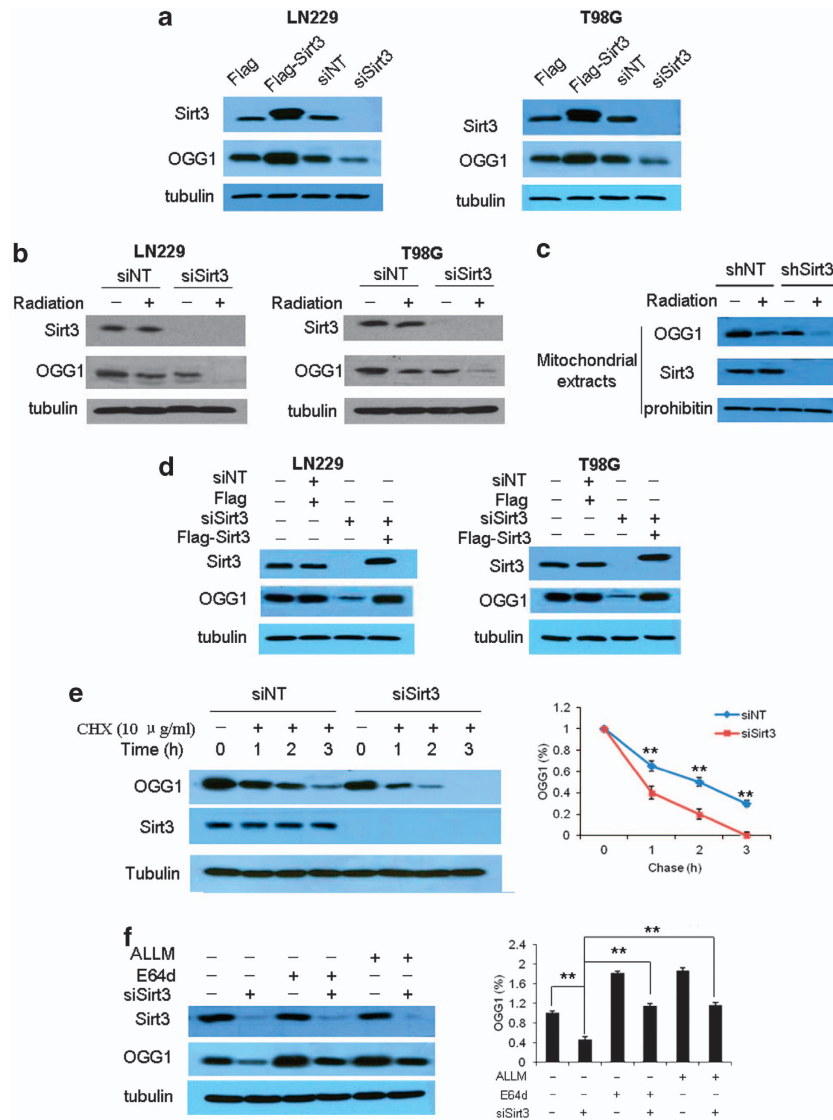 a
LN229
T98G
Flag Flag-Sirt3 siNT siSirt3
Flag Flag-Sirt3 siNT siSirt3
Sirt3
OGG1
tubulin
Sirt3
OGG1
tubulin
b
LN229
siNT siSirt3
Radiation – + – +
Sirt3
OGG1
tubulin
T98G
siNT siSirt3
Radiation – + – +
Sirt3
OGG1
tubulin
c
shNT shSirt3
Radiation – + – +
Mitochondrial extracts
OGG1
Sirt3
prohibitin
d
LN229
siNT – + – –
Flag – + – –
siSirt3 – – + +
Flag-Sirt3 – – – +
Sirt3
OGG1
tubulin
T98G
siNT – + – –
Flag – + – –
siSirt3 – – + +
Flag-Sirt3 – – – +
Sirt3
OGG1
tubulin
e
siNT siSirt3
CHX (10 μg/ml) – + + + – + + +
Time (h) 0 1 2 3 0 1 2 3
OGG1
Sirt3
Tubulin
OGG1 (%)
1.2
1
0.8
0.6
0.4
0.2
0
** ** **
siNT
siSirt3
0 1 2 3
Chase (h)
f
ALLM – – – – + +
E64d – – + + – –
siSirt3 – + – + – +
Sirt3
OGG1
tubulin
OGG1 (%)
2.4
2
1.6
1.2
0.8
0.4
0
**
**
**
ALLM – – – – + +
E64d – – + + – –
siSirt3 – + – + – +